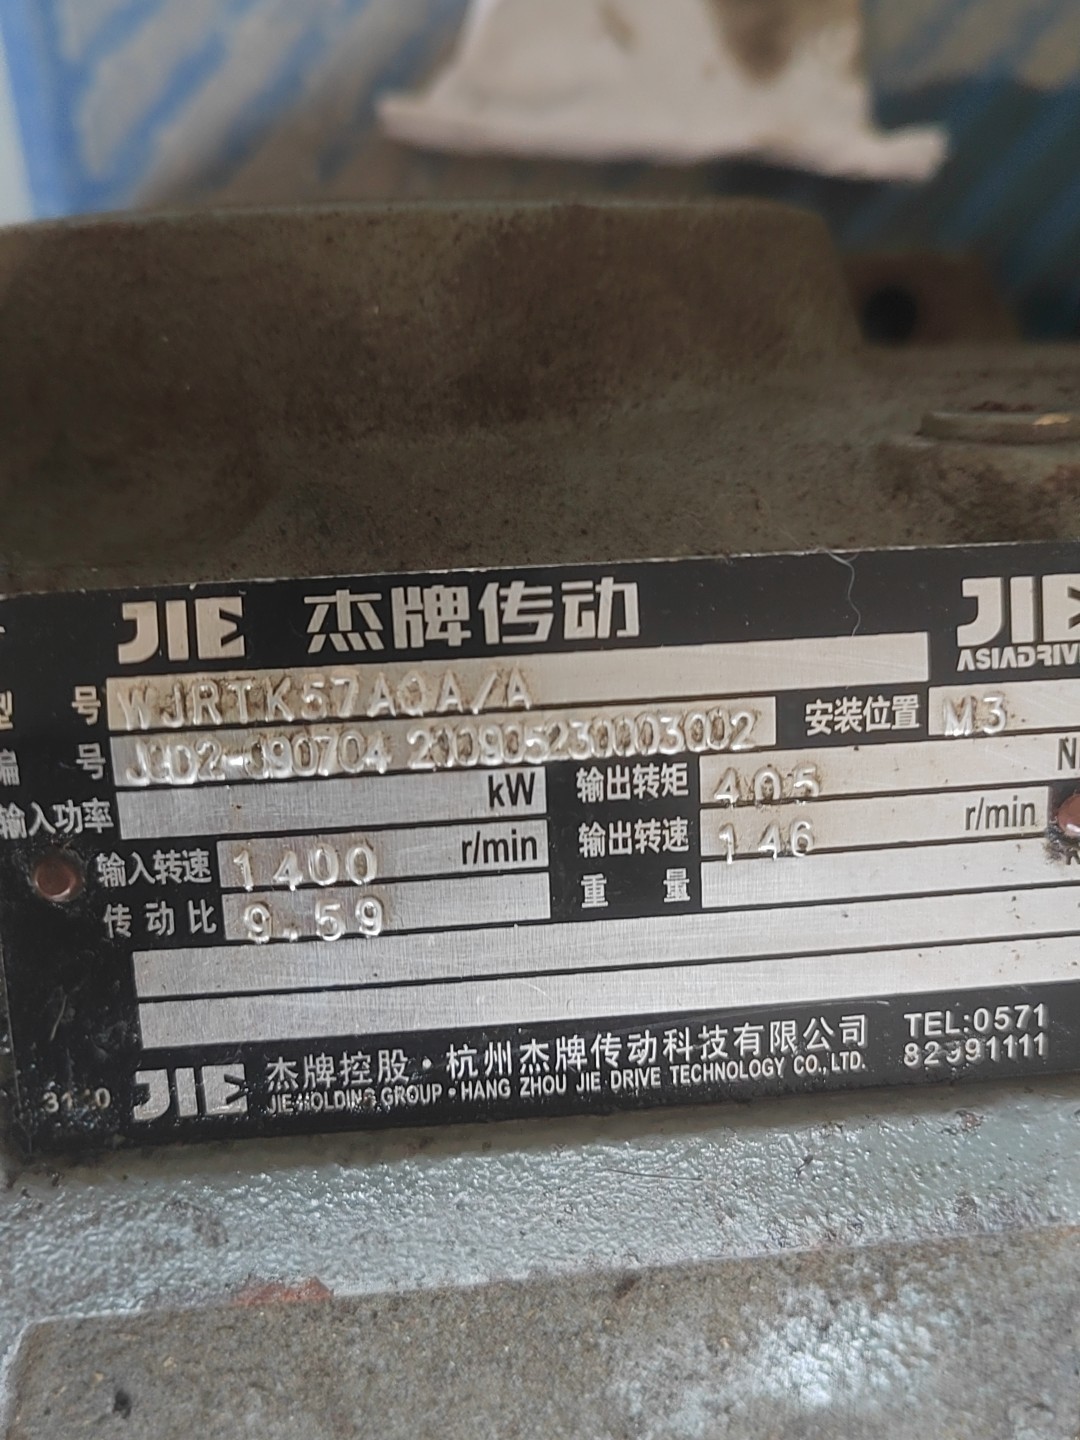 JIE 杰牌传动 JIE
ASIADRIVE
型 号 WJRTK57AQA/A 安装位置 M3
编 号 200905230003002
输入功率 kW 输出转矩 405 N
输入转速 1400 r/min 输出转速 146 r/min
传动比 9.59 重 量
JIE 杰牌控股·杭州杰牌传动科技有限公司 TEL:0571
JIE HOLDING GROUP·HANG ZHOU JIE DRIVE TECHNOLOGY CO.,LTD. 82991111